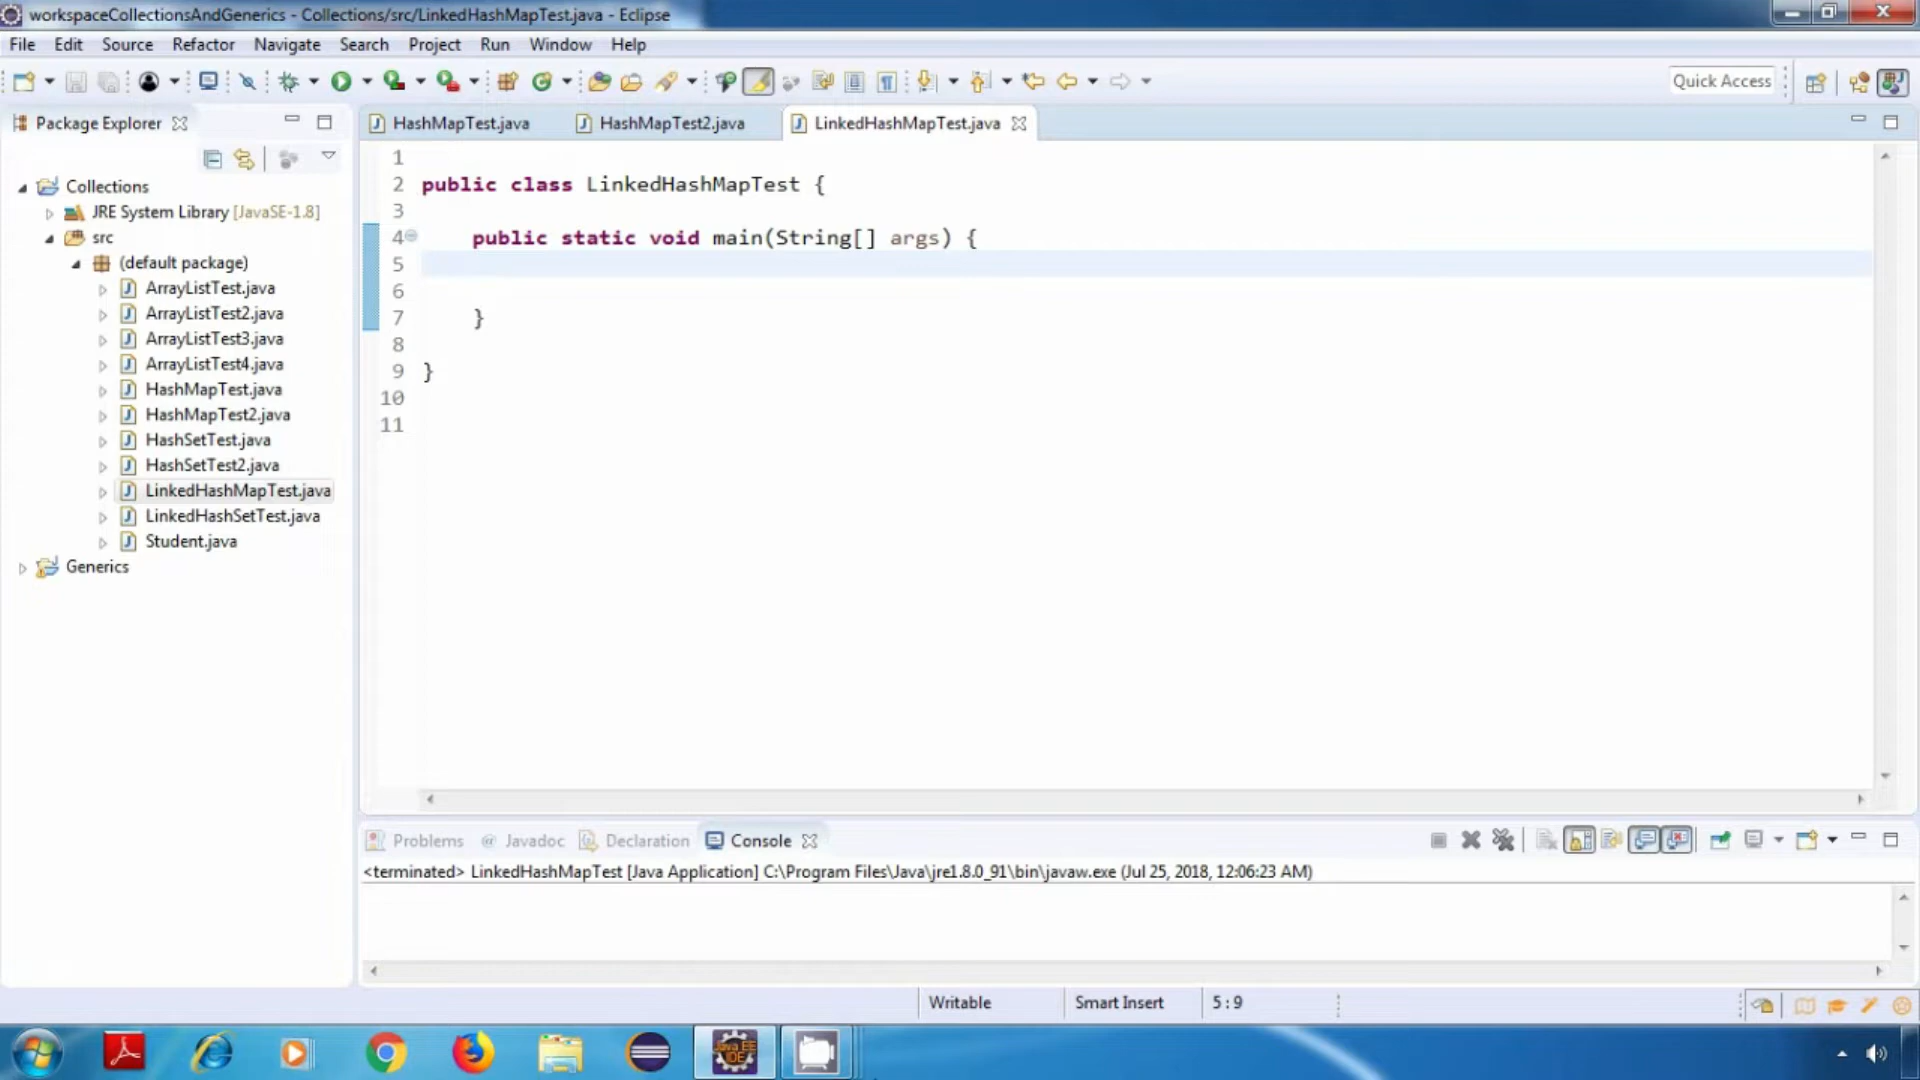 workspaceCollectionsAndGenerics - Collections/src/LinkedHashMapTest.java - Eclipse
File Edit Source Refactor Navigate Search Project Run Window Help
Quick Access
Package Explorer
HashMapTest.java HashMapTest2.java LinkedHashMapTest.java
Collections
JRE System Library [JavaSE-1.8]
src
(default package)
ArrayListTest.java
ArrayListTest2.java
ArrayListTest3.java
ArrayListTest4.java
HashMapTest.java
HashMapTest2.java
HashSetTest.java
HashSetTest2.java
LinkedHashMapTest.java
LinkedHashSetTest.java
Student.java
Generics
1
2 public class LinkedHashMapTest {
3
4 public static void main(String[] args) {
5
6
7 }
8
9 }
10
11
Problems @ Javadoc Declaration Console
<terminated> LinkedHashMapTest [Java Application] C:\Program Files\Java\jre1.8.0_91\bin\javaw.exe (Jul 25, 2018, 12:06:23 AM)
Writable Smart Insert 5 : 9
Java EE
IDE